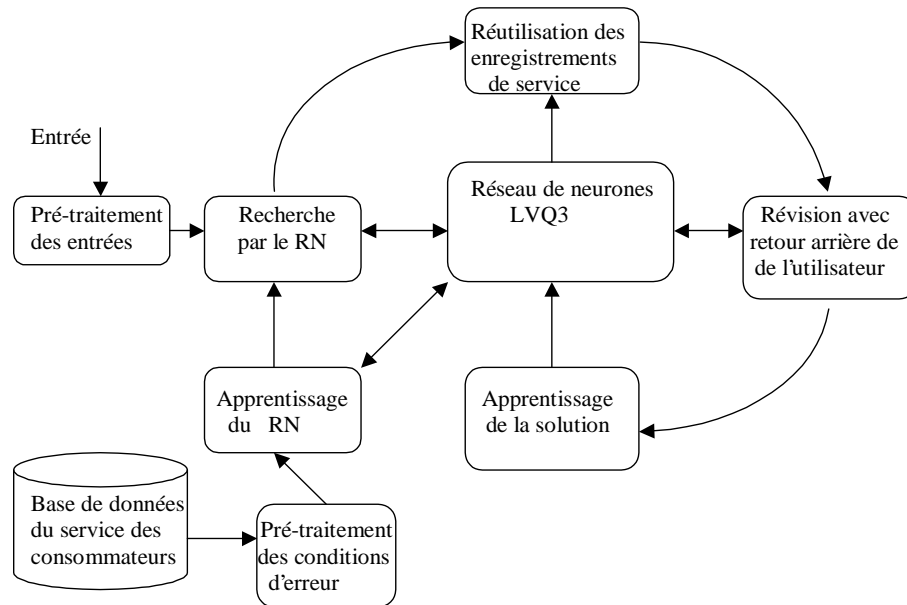 Réutilisation des
enregistrements
de service
Entrée
Pré-traitement
des entrées
Recherche
par le RN
Réseau de neurones
LVQ3
Révision avec
retour arrière de
de l'utilisateur
Apprentissage
du RN
Apprentissage
de la solution
Base de données
du service des
consommateurs
Pré-traitement
des conditions
d'erreur